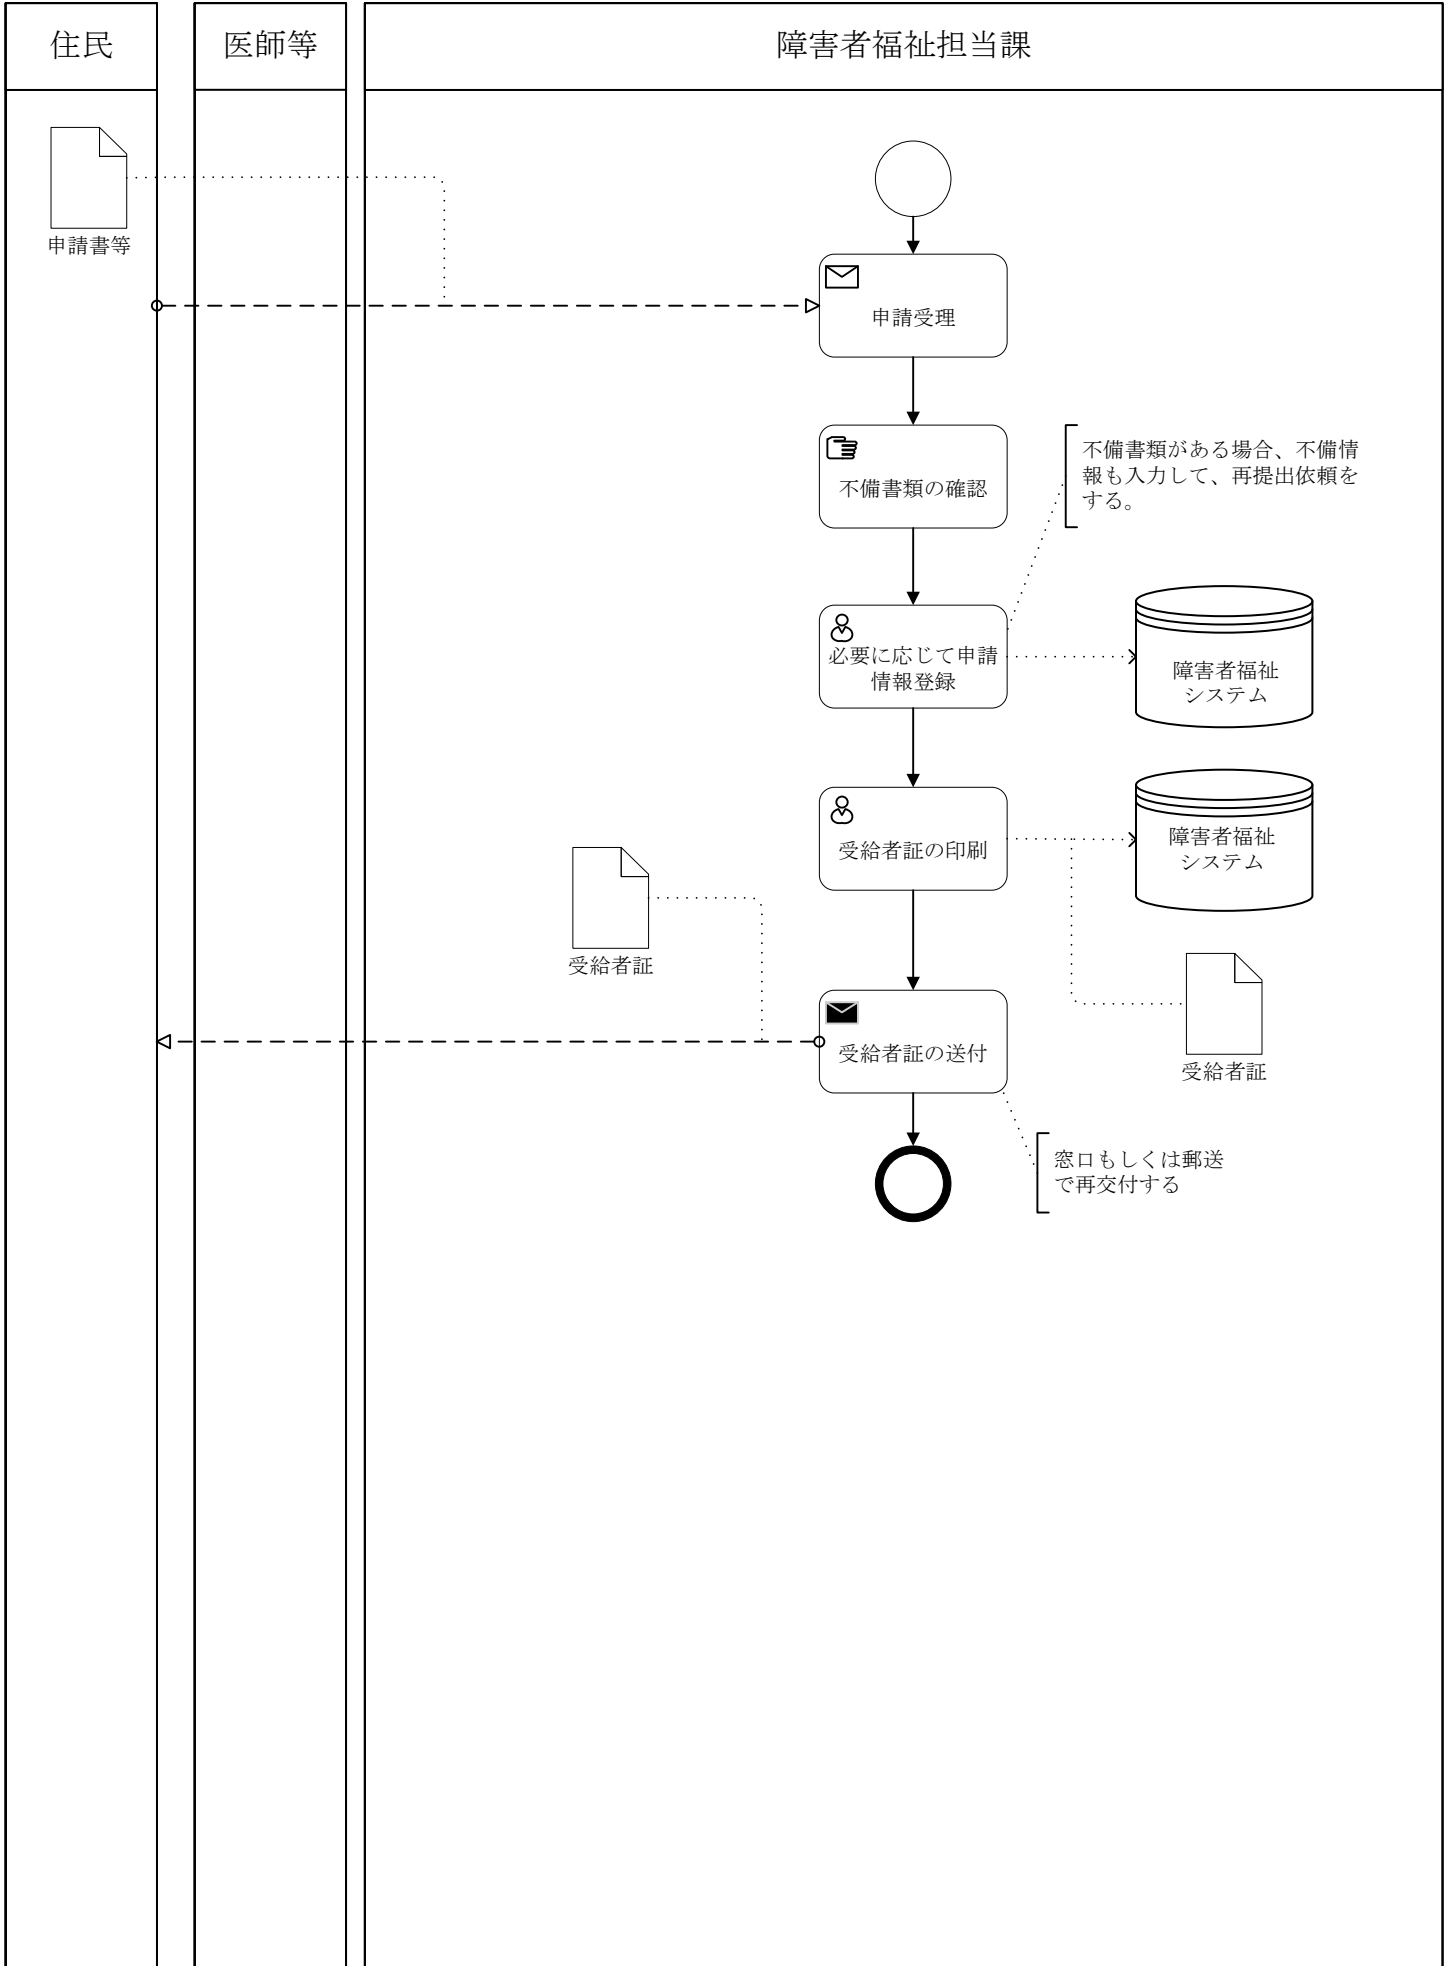 住民
医師等
障害者福祉担当課
申請書等
申請受理
不備書類の確認
不備書類がある場合、不備情
報も入力して、再提出依頼を
する。
必要に応じて申請
情報登録
障害者福祉
システム
受給者証の印刷
障害者福祉
システム
受給者証
受給者証の送付
受給者証
窓口もしくは郵送
で再交付する